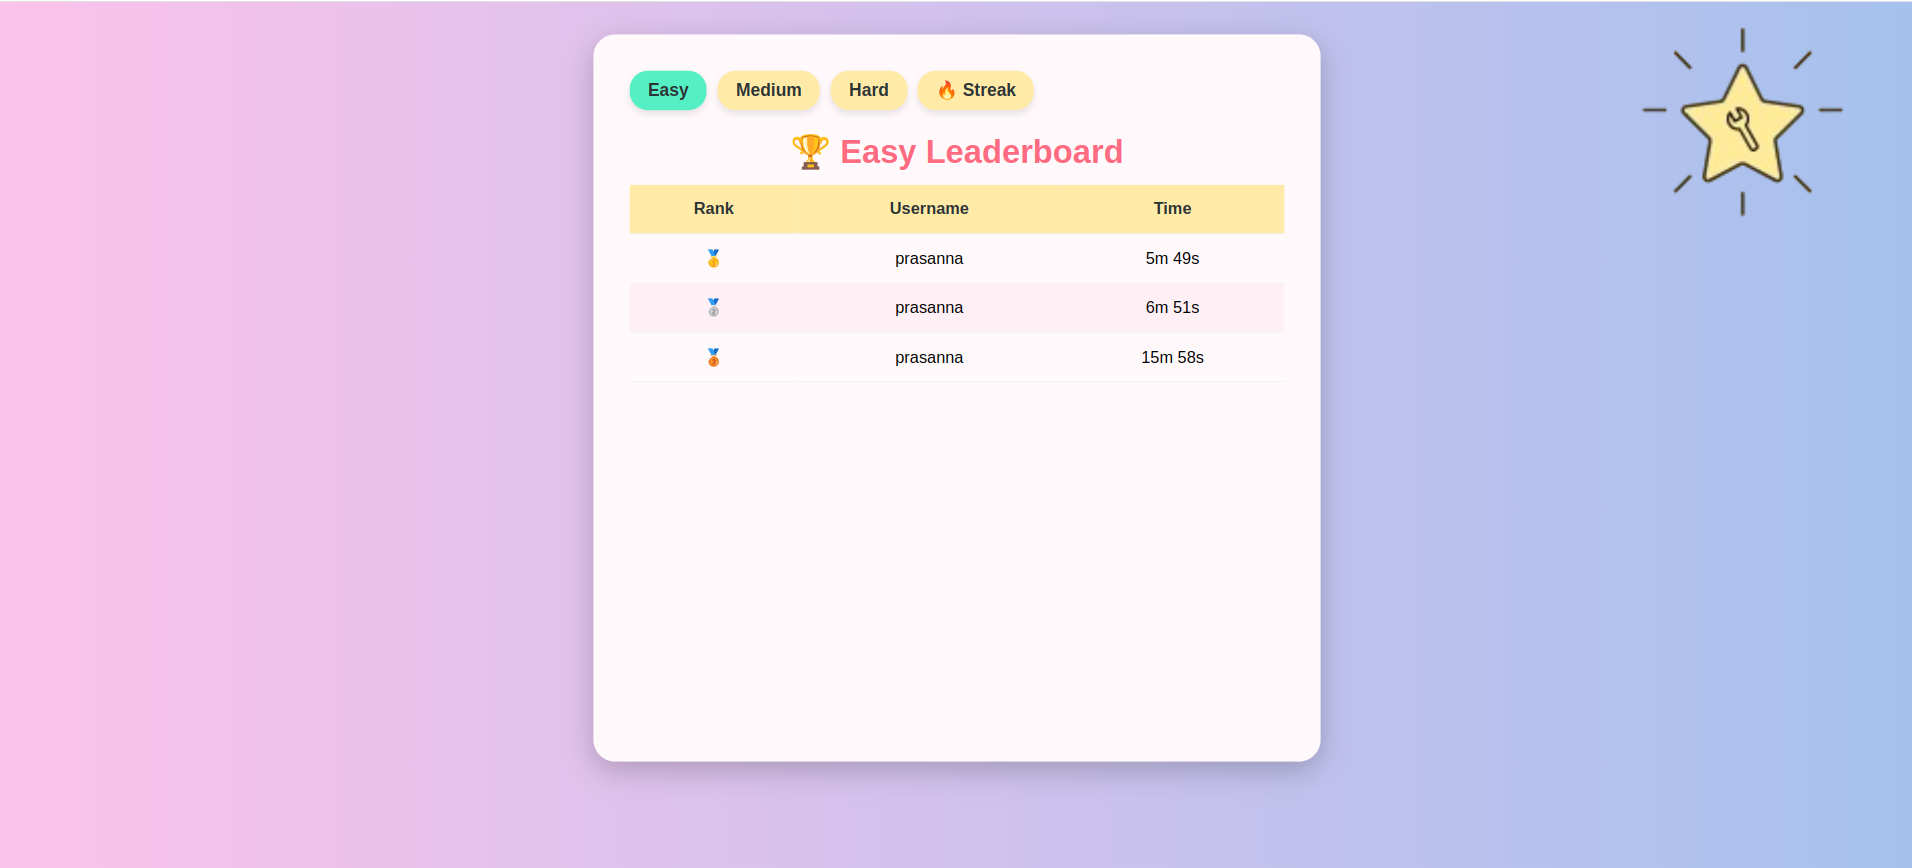 Easy Medium Hard 🔥 Streak
🏆 Easy Leaderboard
Rank Username Time
🥇 prasanna 5m 49s
🥈 prasanna 6m 51s
🥉 prasanna 15m 58s